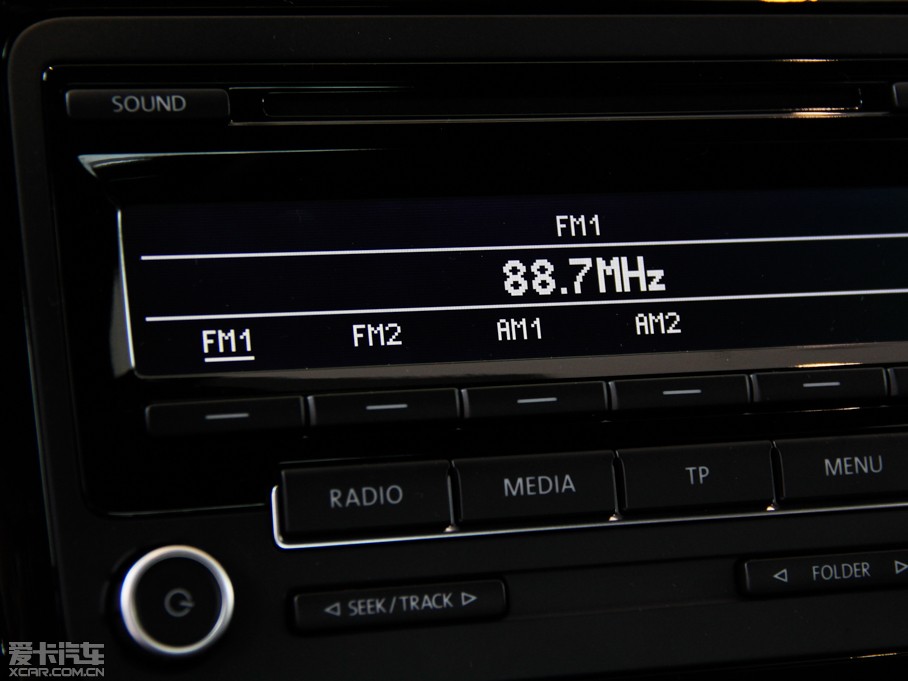 SOUND
FM1
88.7MHz
FM1 FM2 AM1 AM2
RADIO MEDIA TP MENU
◁ SEEK/TRACK ▷ ◁ FOLDER ▷
爱卡汽车
XCAR.COM.CN